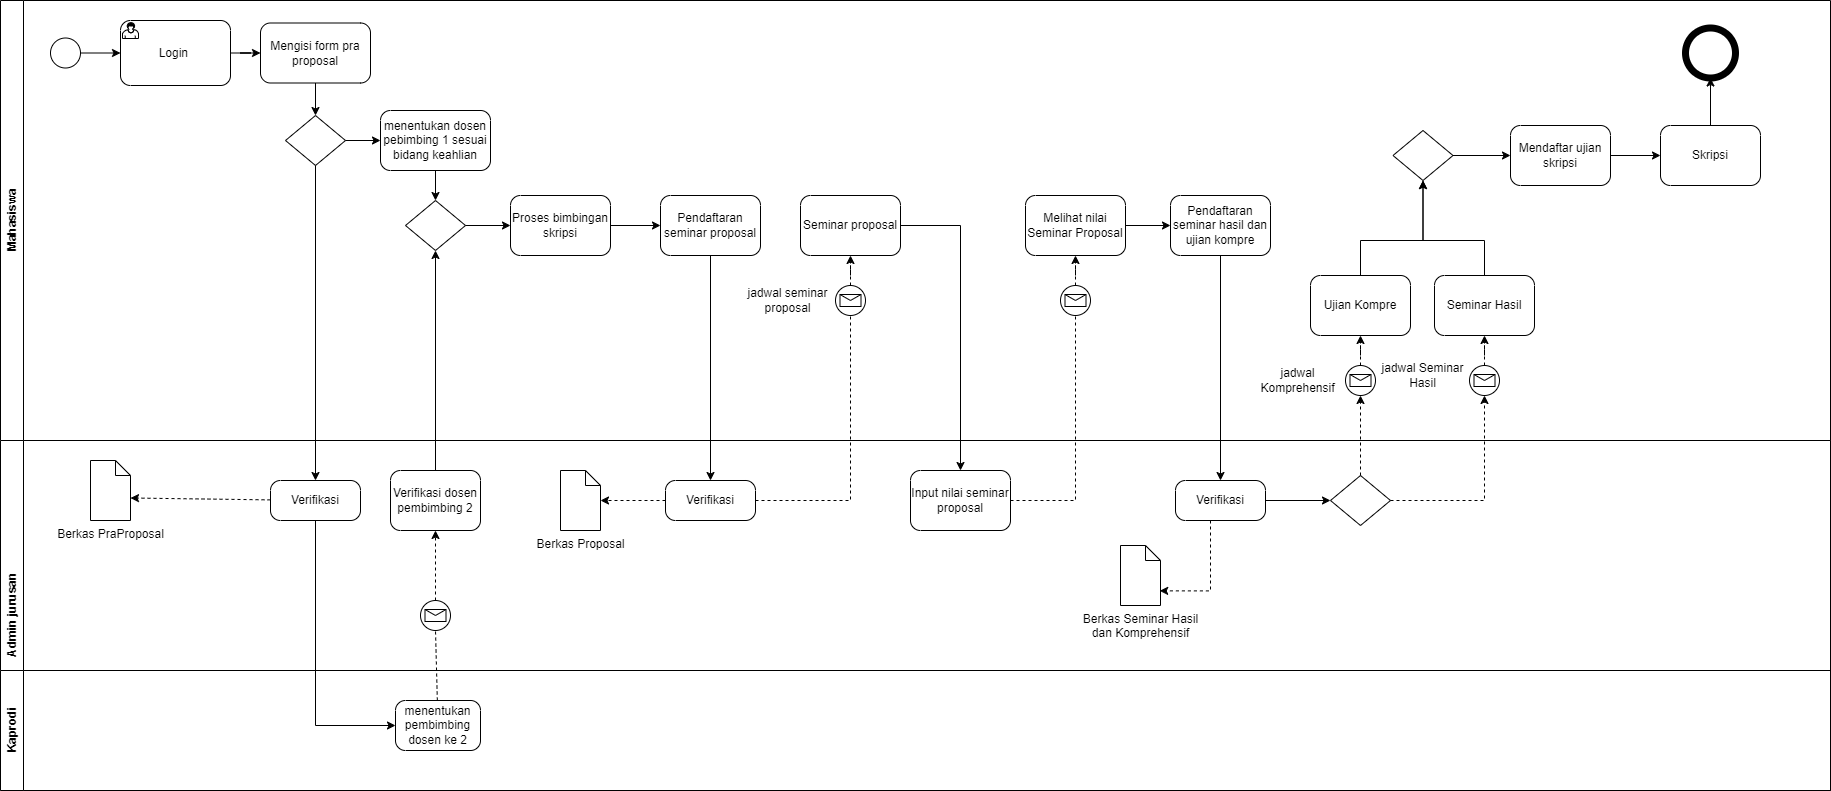 Mahasiswa
Login
Mengisi form pra
proposal
menentukan dosen
pebimbing 1 sesuai
bidang keahlian
Proses bimbingan
skripsi
Pendaftaran
seminar proposal
Seminar proposal
jadwal seminar
proposal
Melihat nilai
Seminar Proposal
Pendaftaran
seminar hasil dan
ujian kompre
Ujian Kompre
Seminar Hasil
jadwal
Komprehensif
jadwal Seminar
Hasil
Mendaftar ujian
skripsi
Skripsi
Admin jurusan
Berkas PraProposal
Verifikasi
Verifikasi dosen
pembimbing 2
Berkas Proposal
Verifikasi
Input nilai seminar
proposal
Verifikasi
Berkas Seminar Hasil
dan Komprehensif
Kaprodi
menentukan
pembimbing
dosen ke 2